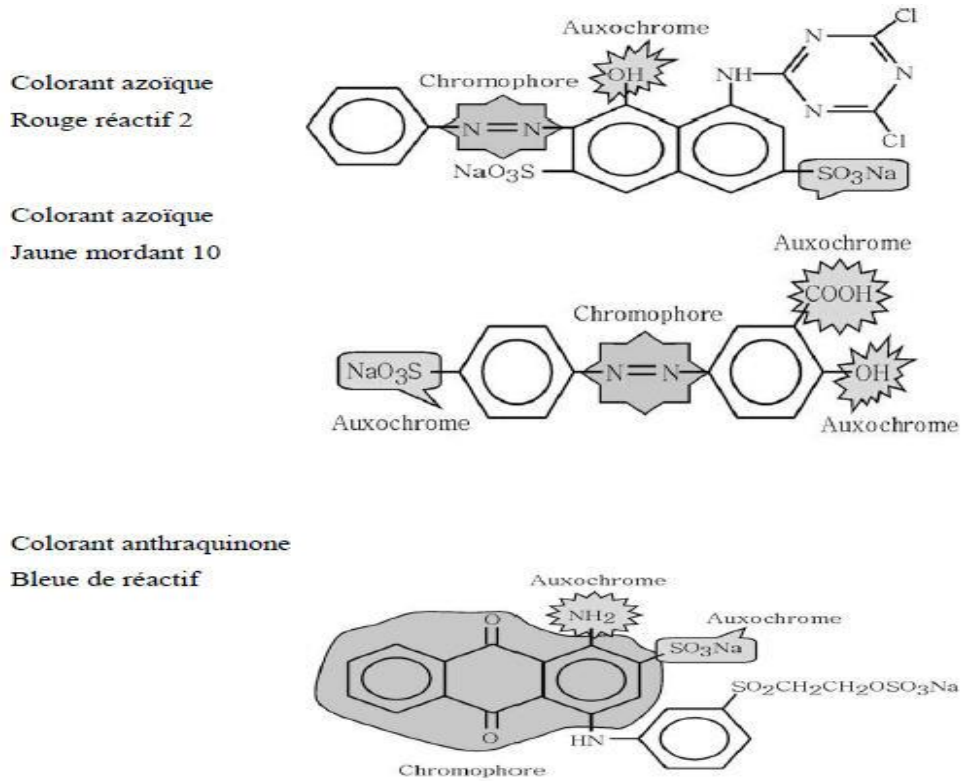 Colorant azoïque
Rouge réactif 2
Auxochrome
Chromophore
OH
NH
N
Cl
N
N
Cl
N=N
NaO3S
SO3Na
Colorant azoïque
Jaune mordant 10
Auxochrome
COOH
Chromophore
NaO3S
N=N
OH
Auxochrome
Auxochrome
Colorant anthraquinone
Bleue de réactif
Auxochrome
NH2
Auxochrome
O
SO3Na
SO2CH2CH2OSO3Na
O
HN
Chromophore